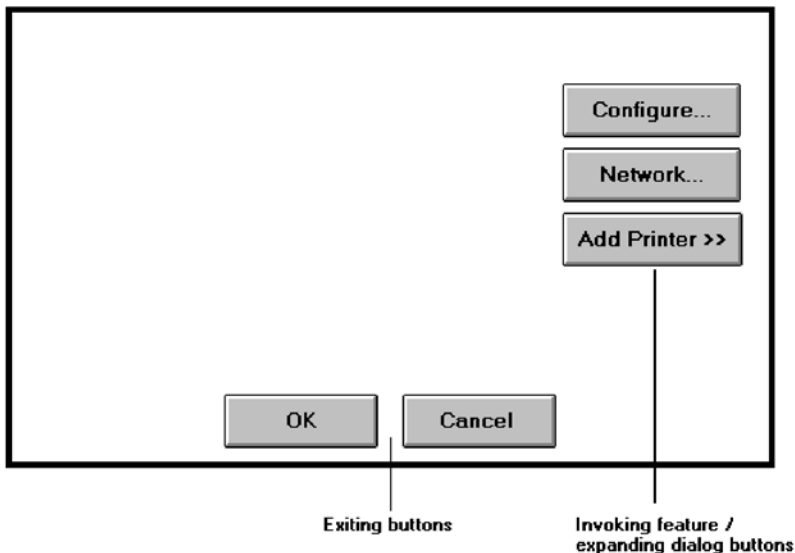 Configure...
Network...
Add Printer >>
OK
Cancel
Exiting buttons
Invoking feature /
expanding dialog buttons